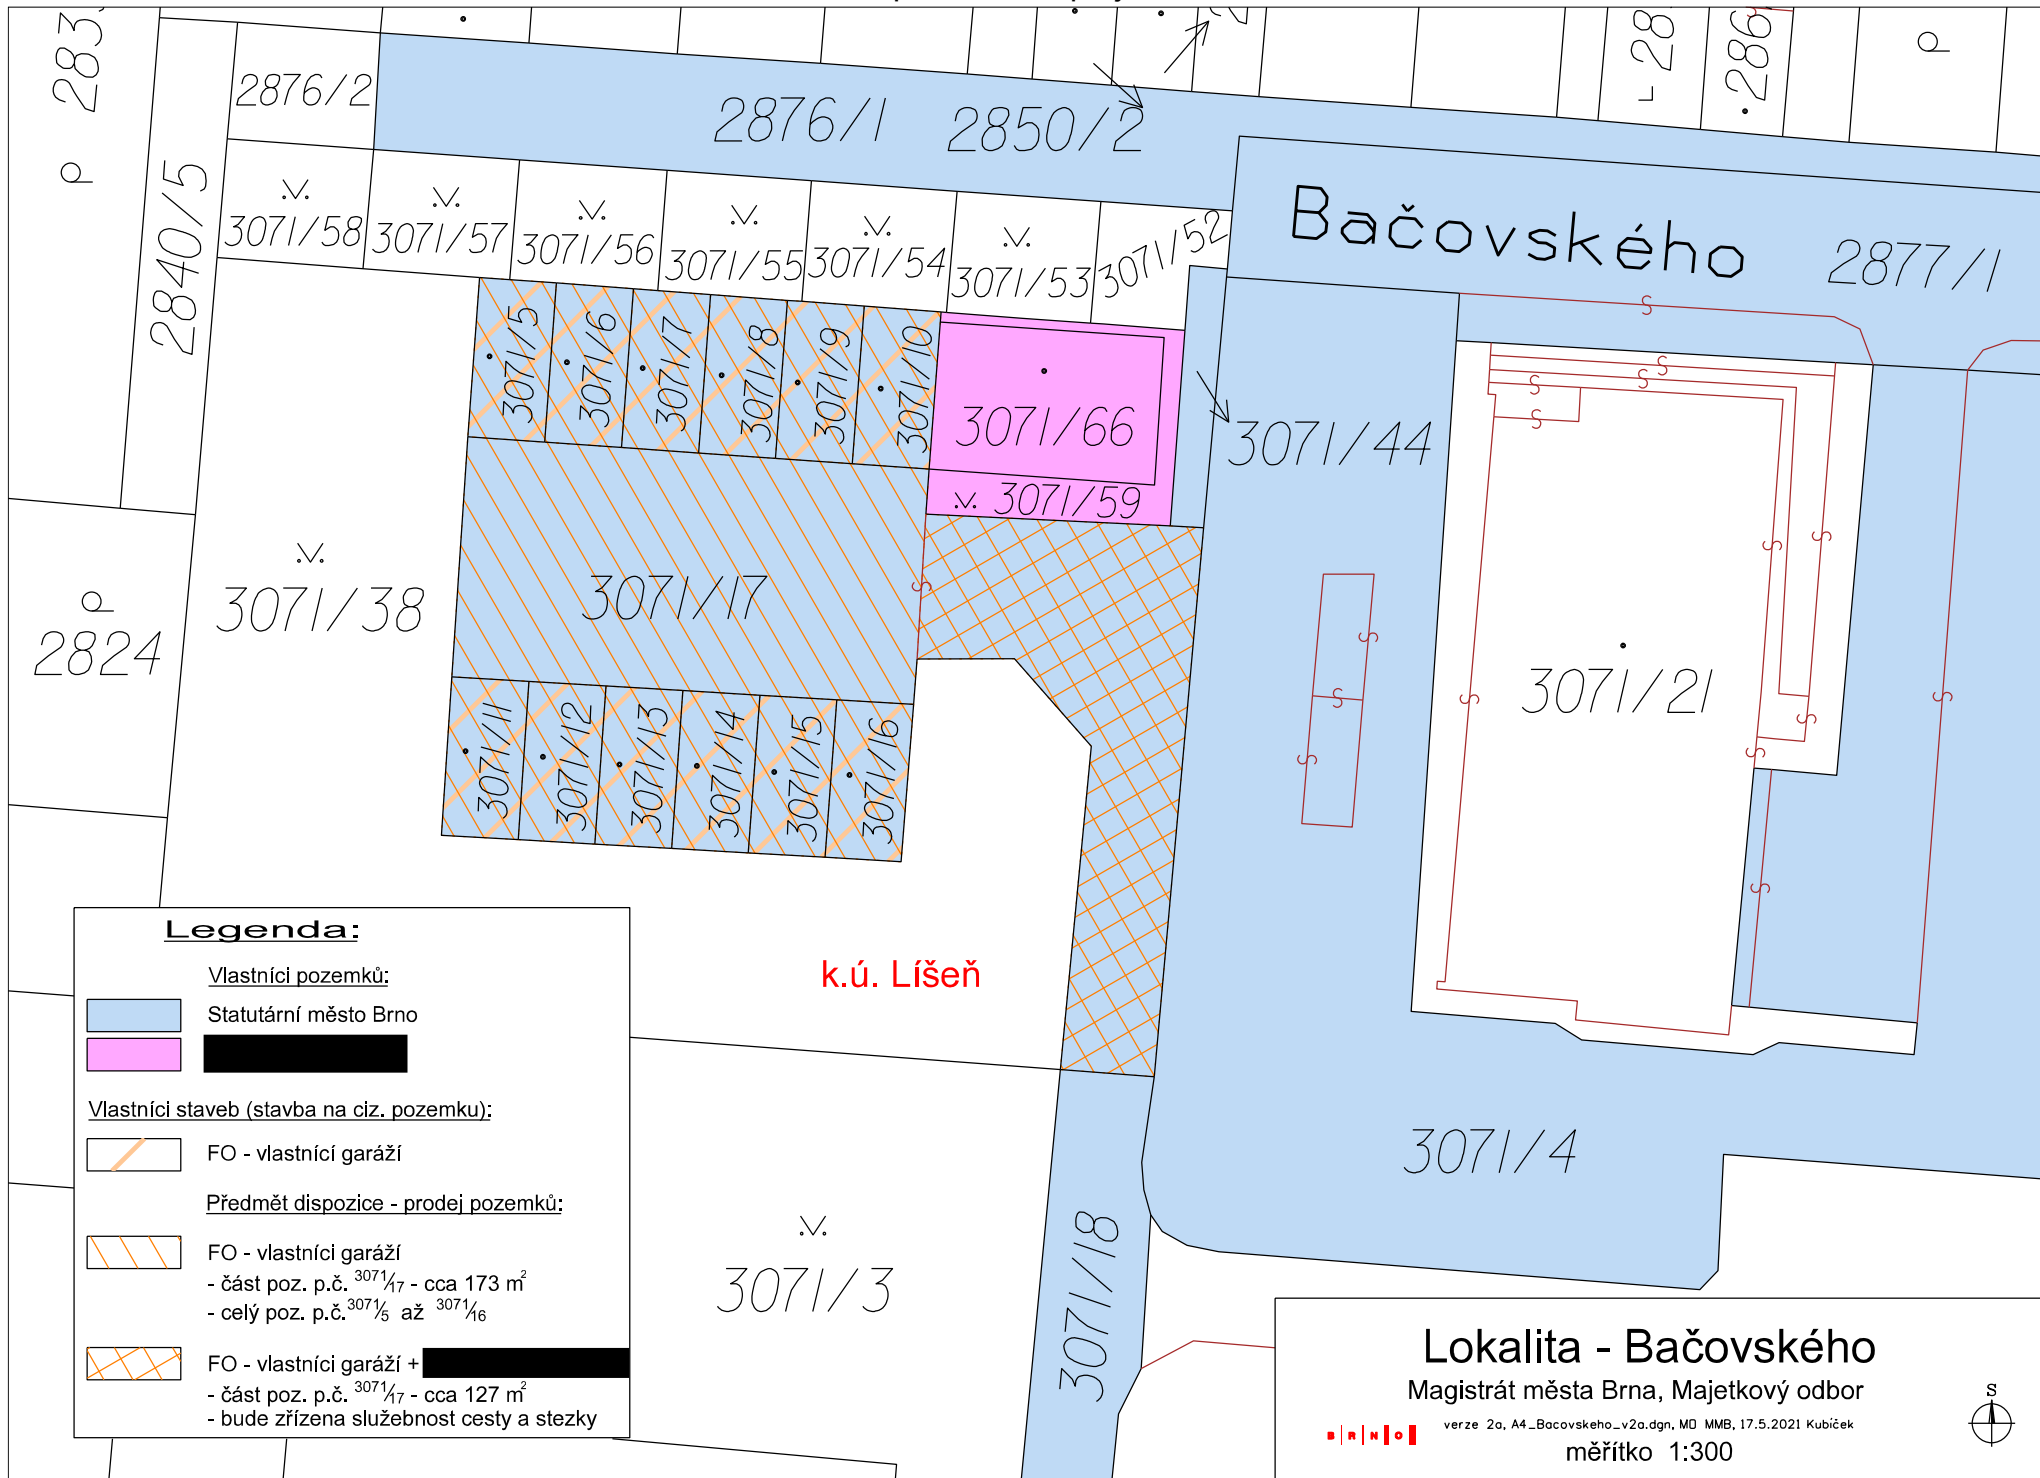 2876/2
2876/1
2850/2
Bačovského
2877/1
2840/5
3071/58
3071/57
3071/56
3071/55
3071/54
3071/53
3071/52
3071/5
3071/6
3071/7
3071/8
3071/9
3071/10
3071/66
3071/59
3071/44
3071/38
3071/17
2824
3071/21
3071/11
3071/12
3071/13
3071/14
3071/15
3071/16
k.ú. Líšeň
3071/4
3071/3
3071/18
Legenda:
Vlastníci pozemků:
Statutární město Brno
Vlastníci staveb (stavba na ciz. pozemku):
FO - vlastnící garáží
Předmět dispozice - prodej pozemků:
FO - vlastníci garáží
- část poz. p.č. 3071/17 - cca 173 m²
- celý poz. p.č. 3071/5 až 3071/16
FO - vlastníci garáží +
- část poz. p.č. 3071/17 - cca 127 m²
- bude zřízena služebnost cesty a stezky
Lokalita - Bačovského
Magistrát města Brna, Majetkový odbor
verze 2a, A4_Bacovskeho_v2a.dgn, MO MMB, 17.5.2021 Kubíček
BRNO
měřítko 1:300
S